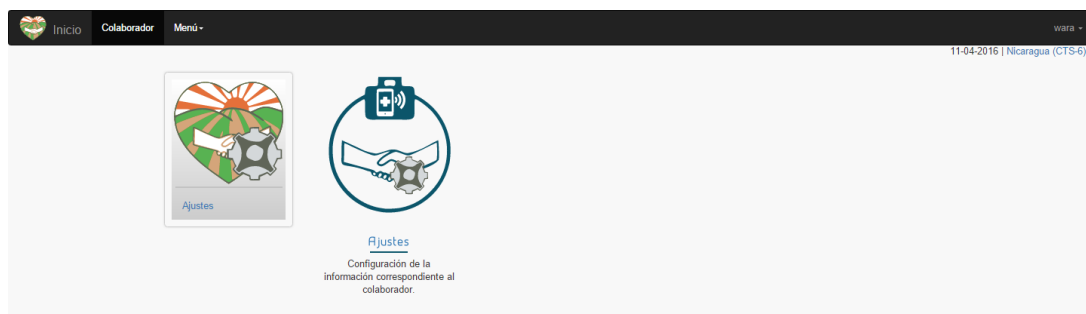 Inicio Colaborador Menú wara
11-04-2016 | Nicaragua (CTS-6)
Ajustes
Ajustes
Configuración de la
información correspondiente al
colaborador.